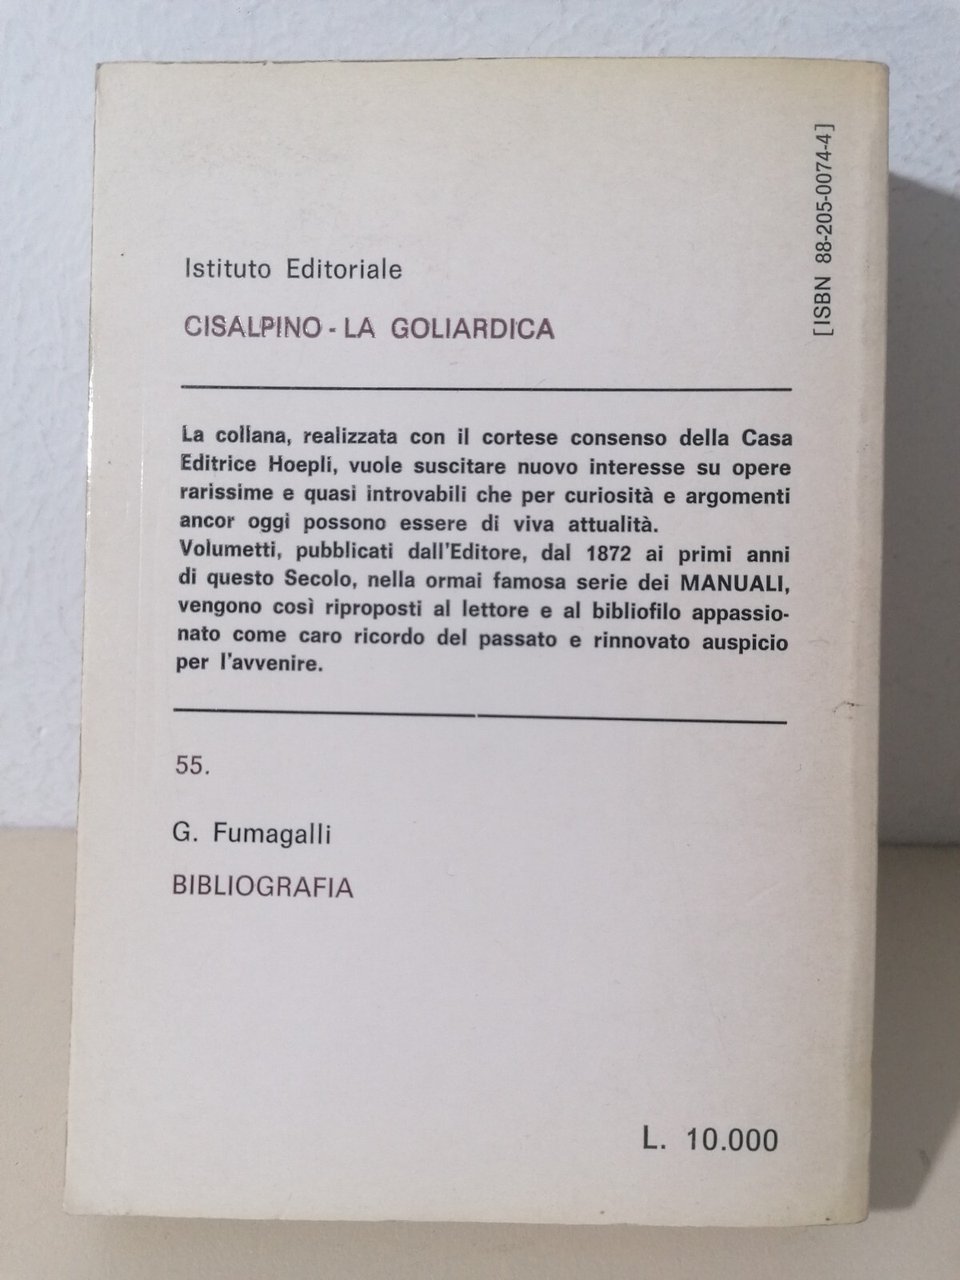 [ISBN 88-205-0074-4]
Istituto Editoriale
CISALPINO - LA GOLIARDICA
La collana, realizzata con il cortese consenso della Casa
Editrice Hoepli, vuole suscitare nuovo interesse su opere
rarissime e quasi introvabili che per curiosità e argomenti
ancor oggi possono essere di viva attualità.
Volumetti, pubblicati dall'Editore, dal 1872 ai primi anni
di questo Secolo, nella ormai famosa serie dei MANUALI,
vengono così riproposti al lettore e al bibliofilo appassio-
nato come caro ricordo del passato e rinnovato auspicio
per l'avvenire.
55.
G. Fumagalli
BIBLIOGRAFIA
L. 10.000